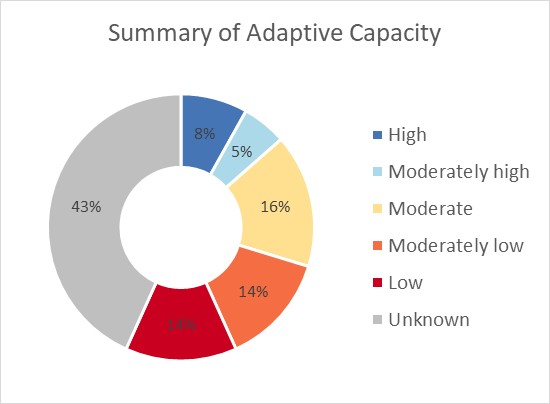 Summary of Adaptive Capacity
8%
5%
16%
14%
14%
43%
High
Moderately high
Moderate
Moderately low
Low
Unknown